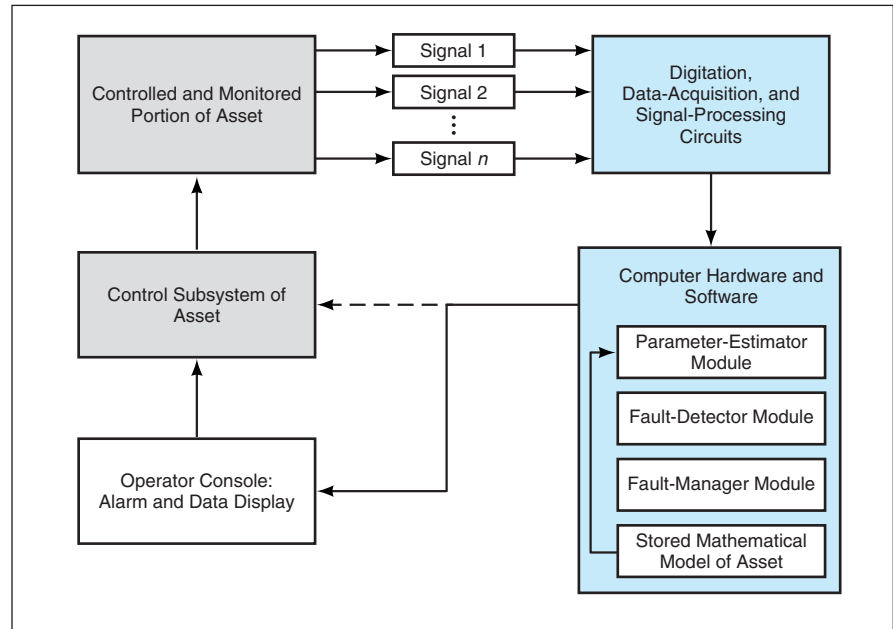 Controlled and Monitored
Portion of Asset
Signal 1
Signal 2
Signal n
Digitation,
Data-Acquisition, and
Signal-Processing
Circuits
Control Subsystem of
Asset
Computer Hardware and
Software
Parameter-Estimator
Module
Fault-Detector Module
Fault-Manager Module
Stored Mathematical
Model of Asset
Operator Console:
Alarm and Data Display